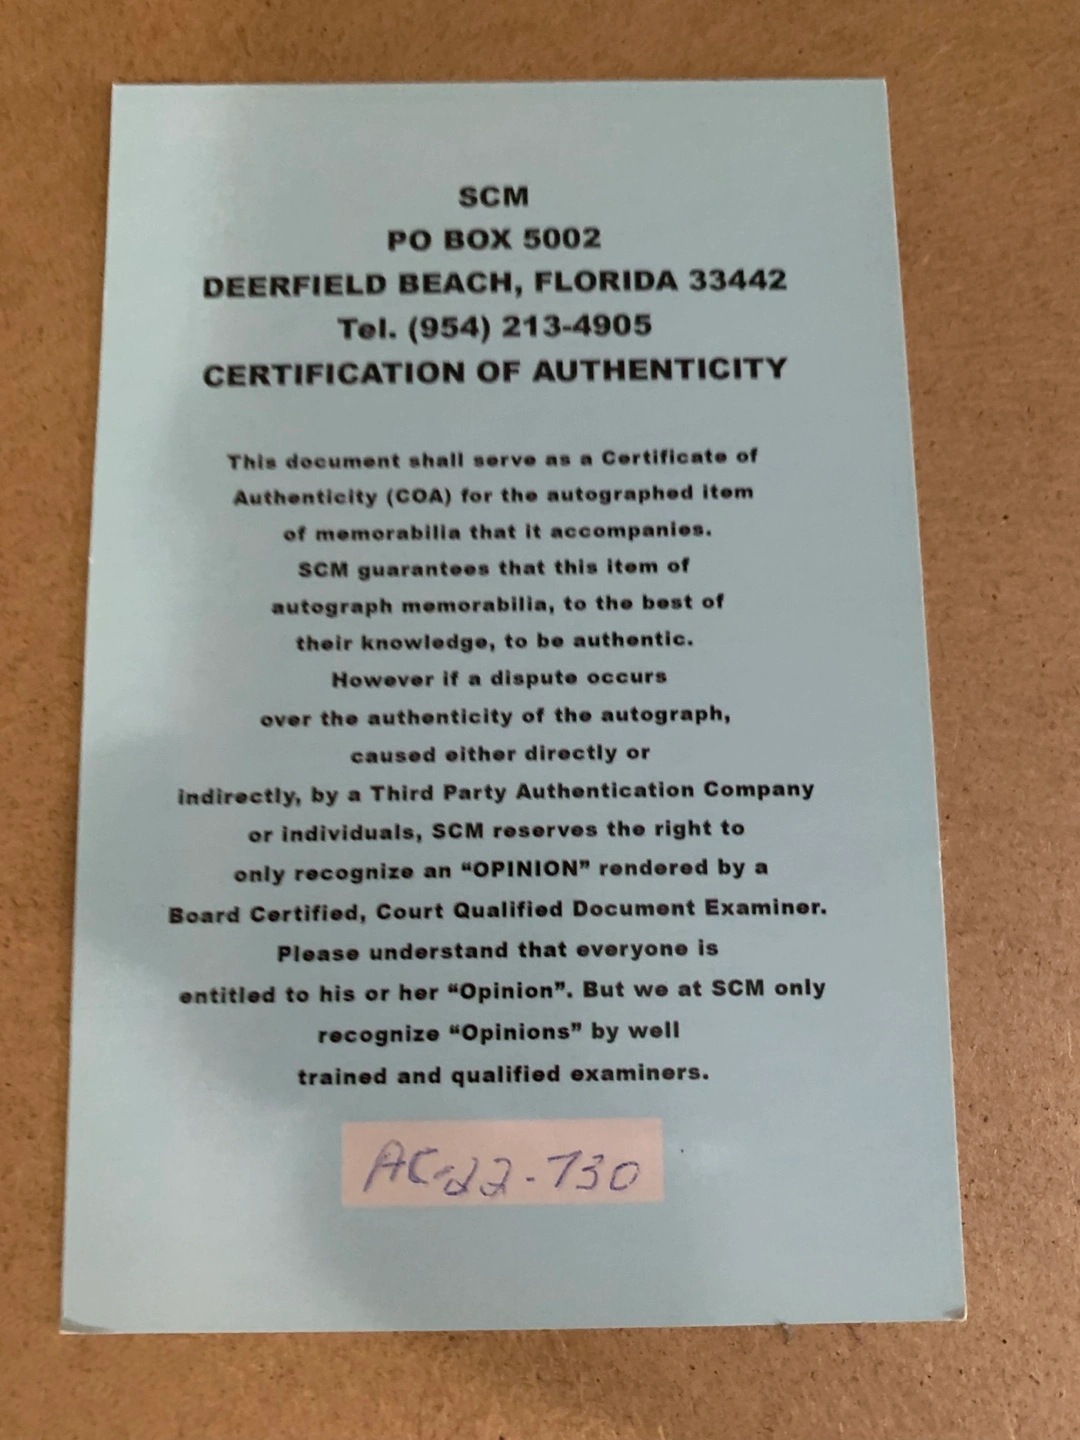 SCM
PO BOX 5002
DEERFIELD BEACH, FLORIDA 33442
Tel. (954) 213-4905
CERTIFICATION OF AUTHENTICITY
This document shall serve as a Certificate of
Authenticity (COA) for the autographed item
of memorabilia that it accompanies.
SCM guarantees that this item of
autograph memorabilia, to the best of
their knowledge, to be authentic.
However if a dispute occurs
over the authenticity of the autograph,
caused either directly or
indirectly, by a Third Party Authentication Company
or individuals, SCM reserves the right to
only recognize an “OPINION” rendered by a
Board Certified, Court Qualified Document Examiner.
Please understand that everyone is
entitled to his or her “Opinion”. But we at SCM only
recognize “Opinions” by well
trained and qualified examiners.
AC-22-730